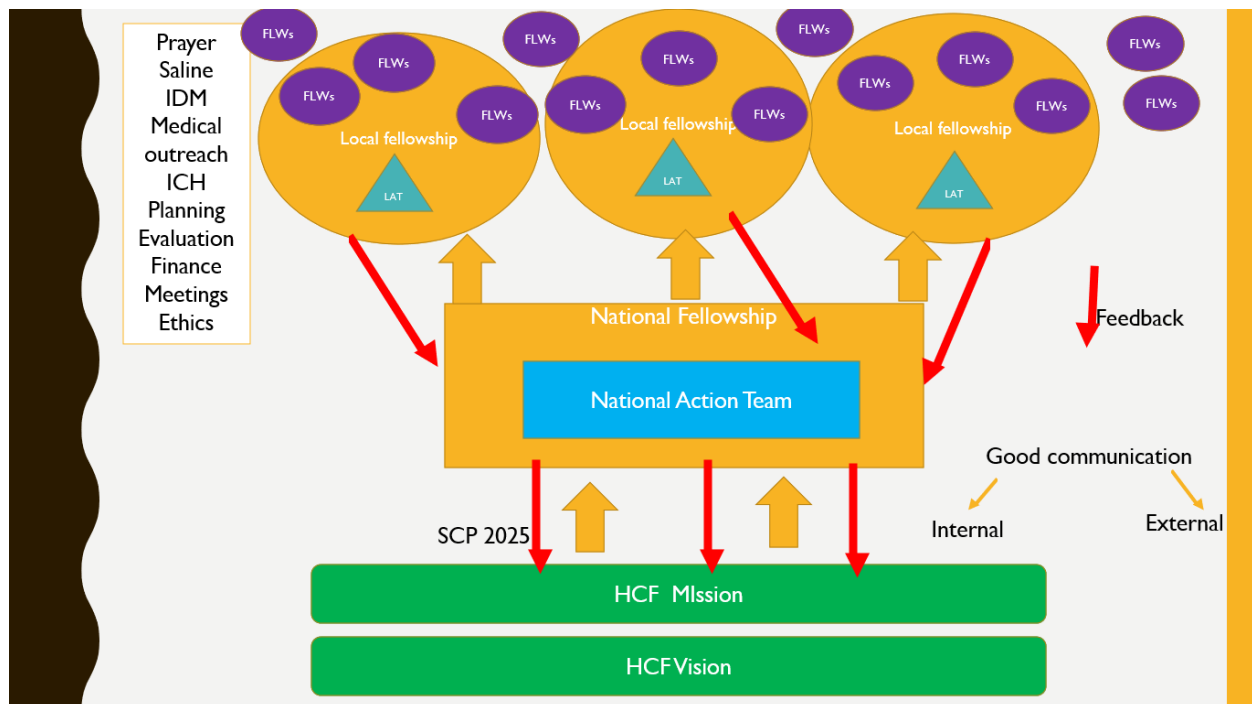 Prayer
Saline
IDM
Medical
outreach
ICH
Planning
Evaluation
Finance
Meetings
Ethics
FLWs
FLWs
FLWs
FLWs
Local fellowship
LAT
FLWs
FLWs
FLWs
FLWs
Local fellowship
LAT
FLWs
FLWs
FLWs
FLWs
Local fellowship
LAT
FLWs
FLWs
National Fellowship
National Action Team
Feedback
Good communication
Internal
External
SCP 2025
HCF MIssion
HCF Vision